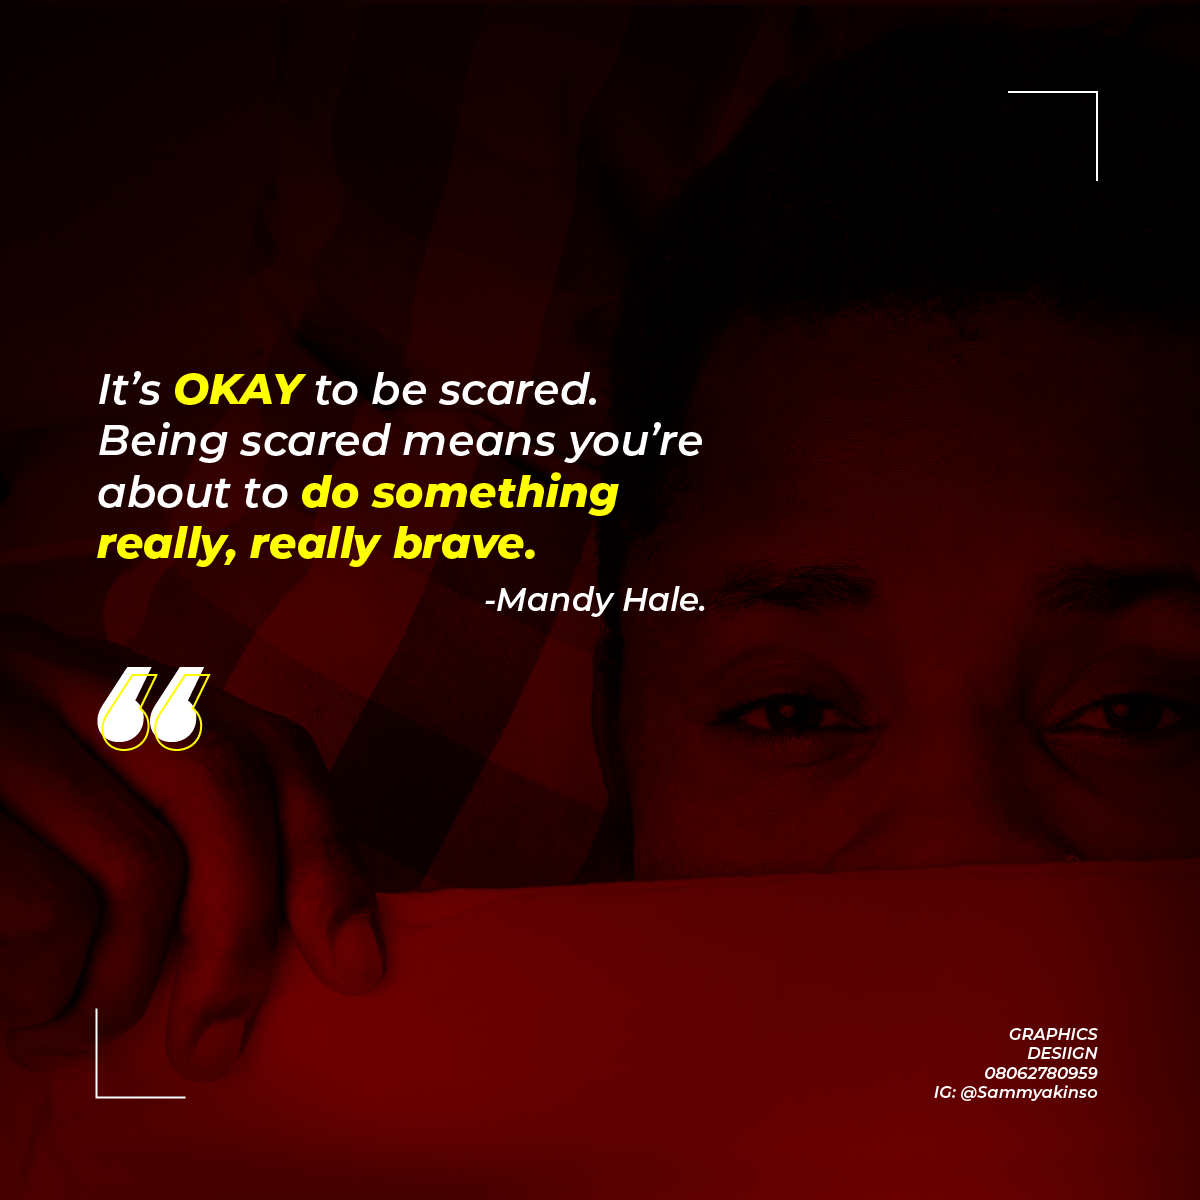 It’s OKAY to be scared.
Being scared means you’re
about to do something
really, really brave.
-Mandy Hale.
“
GRAPHICS
DESIIGN
08062780959
IG: @Sammyakinso